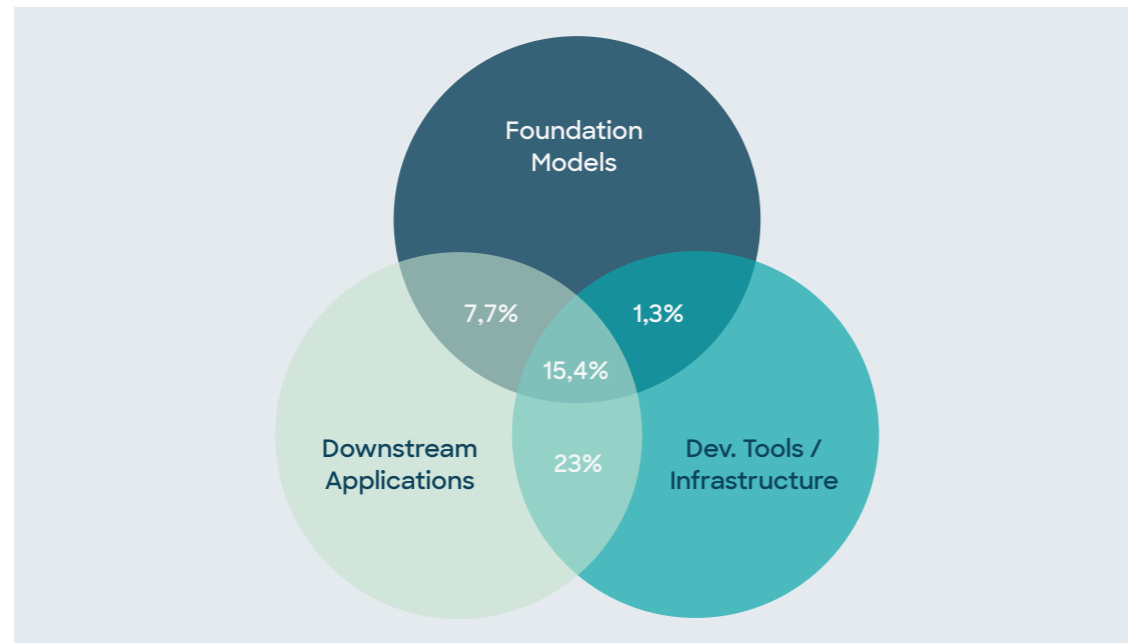 Foundation
Models
7,7%
1,3%
15,4%
Downstream
Applications
23%
Dev. Tools /
Infrastructure